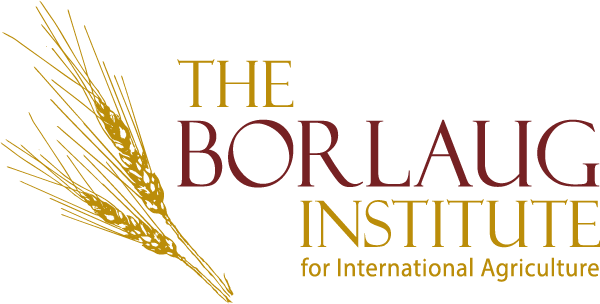 THE
BORLAUG
INSTITUTE
for International Agriculture